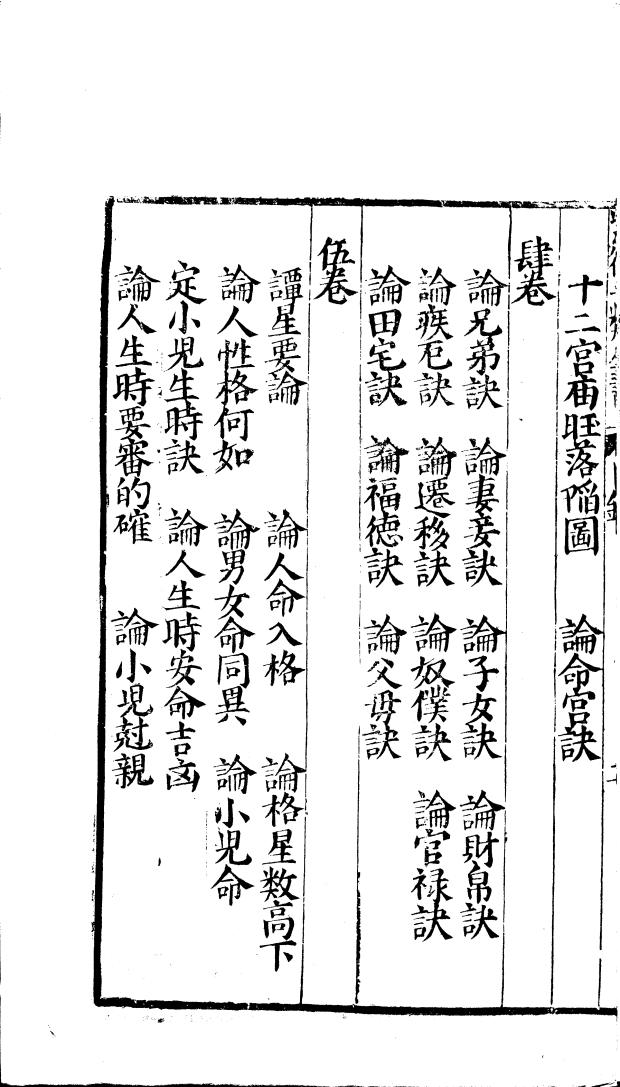 十二宮庙旺落陷圖 論命宮訣
肆卷
論兄弟訣 論妻妾訣 論子女訣 論財帛訣
論疾厄訣 論遷移訣 論奴僕訣 論官禄訣
論田宅訣 論福德訣 論父母訣
伍卷
譚星要論 論人命入格 論格星数高下
論人性格何如 論男女命同異 論小児命
定小児生時訣 論人生時安命吉凶
論人生時要審的確 論小児尅親